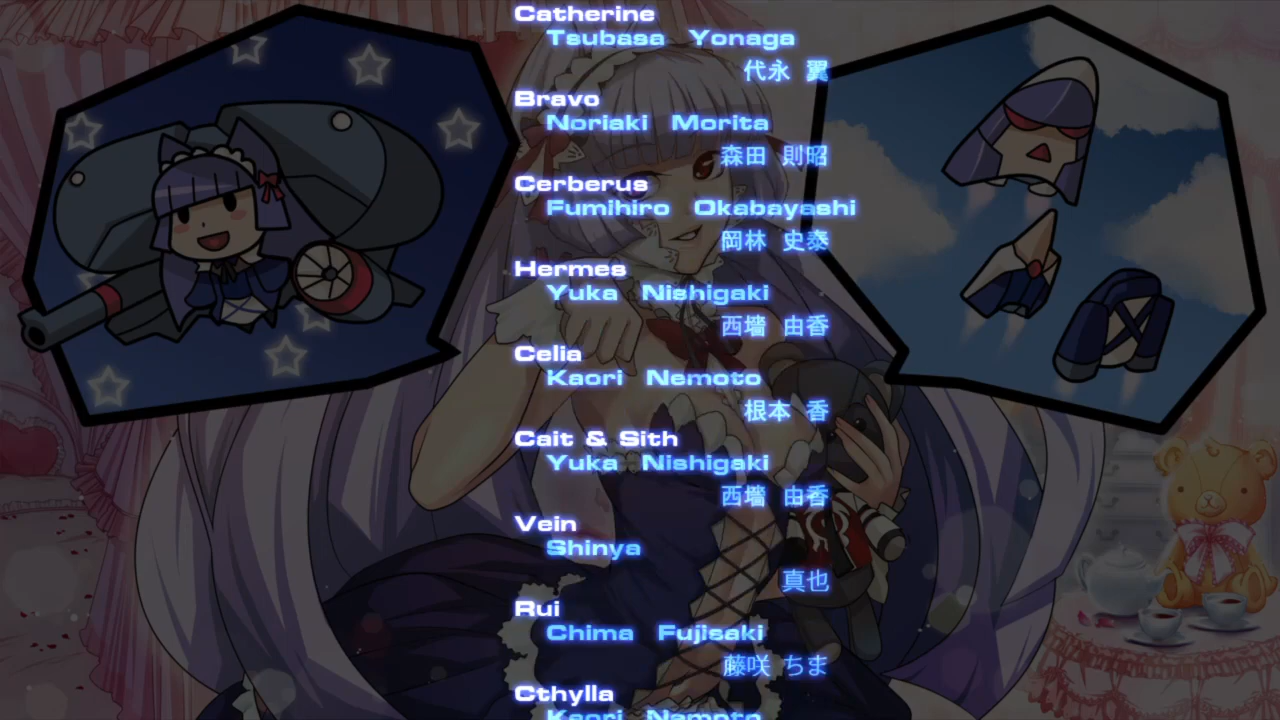 Catherine
Tsubasa Yonaga
代永 翼
Bravo
Noriaki Morita
森田 則昭
Cerberus
Fumihiro Okabayashi
岡林 史泰
Hermes
Yuka Nishigaki
西墻 由香
Celia
Kaori Nemoto
根本 香
Cait & Sith
Yuka Nishigaki
西墻 由香
Vein
Shinya
真也
Rui
Chima Fujisaki
藤咲 ちま
Cthylla
Kaori Nemoto